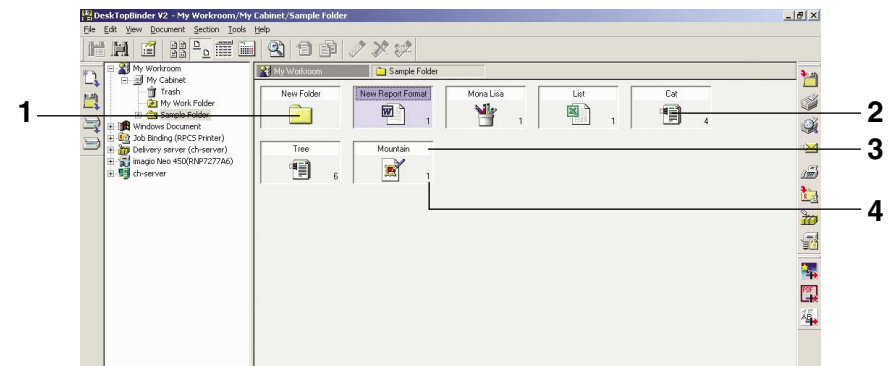 DeskTopBinder V2 - My Workroom/My Cabinet/Sample Folder
File Edit View Document Section Tools Help
My Workroom
My Cabinet
Trash
My Work Folder
Sample Folder
Windows Document
Job Binding (RPCS Printer)
Delivery server (ch-server)
imagio Neo 450(RNP7277A6)
ch-server
My Workroom Sample Folder
New Folder New Report Format Mona Lisa List Cat
1 1 1 4
Tree Mountain
6 1
1
2
3
4
PDF